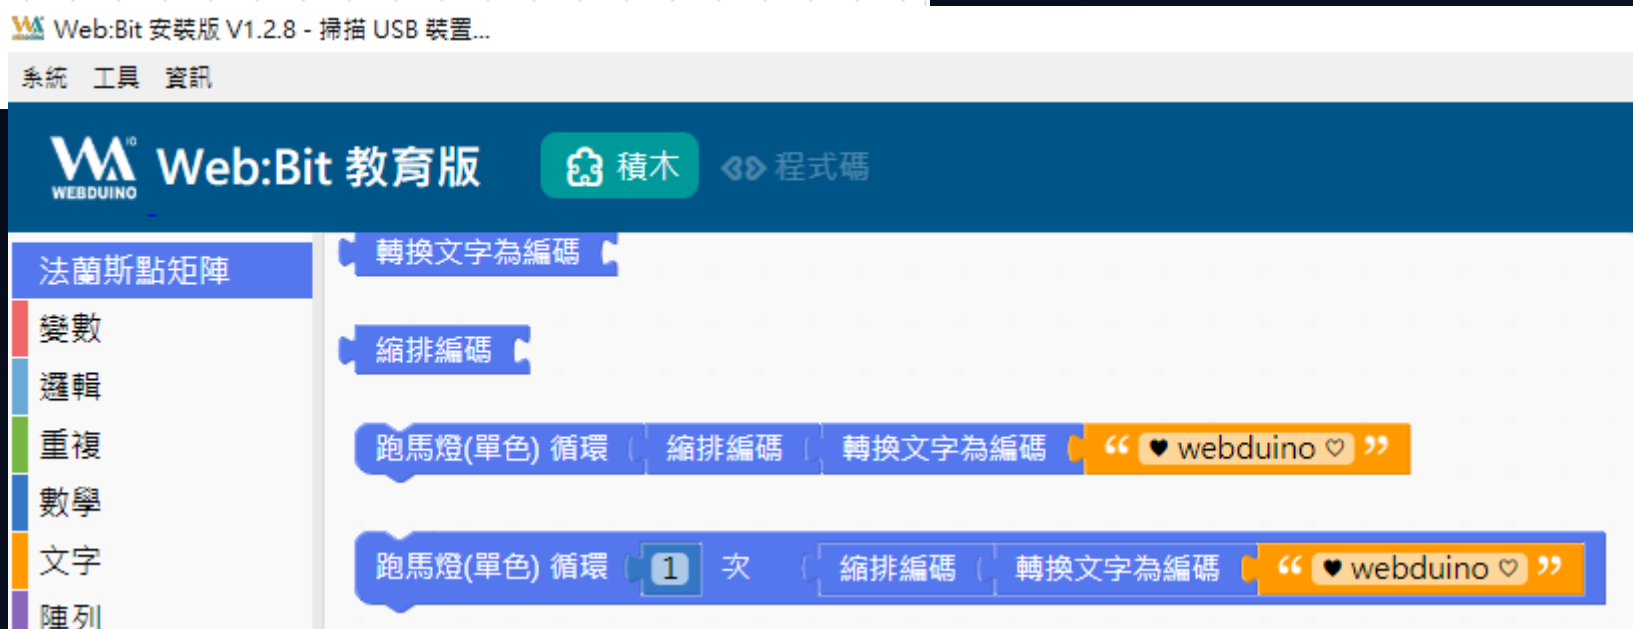 Web:Bit 安裝版 V1.2.8 - 掃描 USB 裝置...
系統 工具 資訊
WEBDUINO Web:Bit 教育版 積木 程式碼
法蘭斯點矩陣
變數
邏輯
重複
數學
文字
陣列
轉換文字為編碼
縮排編碼
跑馬燈(單色) 循環 縮排編碼 轉換文字為編碼 “ ♥ webduino ♡ ”
跑馬燈(單色) 循環 1 次 縮排編碼 轉換文字為編碼 “ ♥ webduino ♡ ”